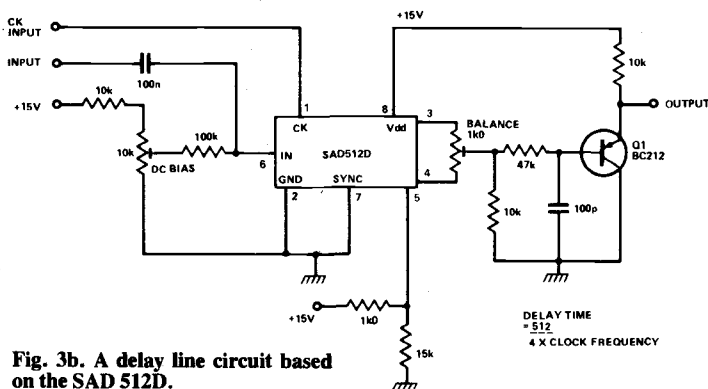 CK
INPUT
INPUT
+15V
10k
10k
DC BIAS
100n
100k
+15V
1
CK
8
Vdd
3
6
IN
SAD512D
4
GND
SYNC
2
7
5
BALANCE
1k0
47k
10k
100p
10k
OUTPUT
Q1
BC212
+15V
1k0
15k
DELAY TIME
= 512
4 X CLOCK FREQUENCY
Fig. 3b. A delay line circuit based
on the SAD 512D.